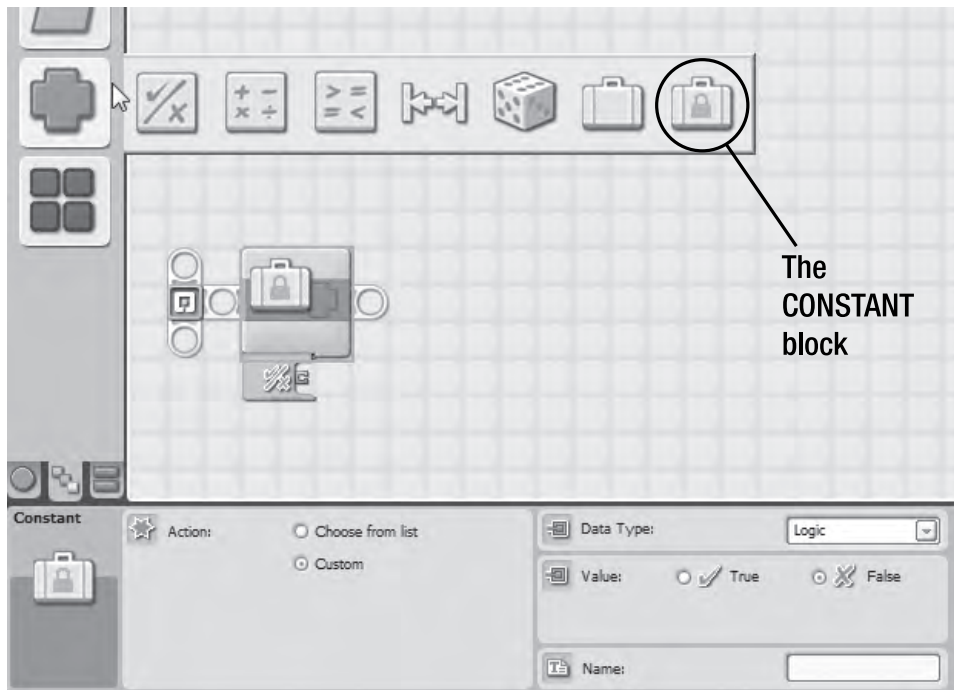 The
CONSTANT
block
Constant
Action:
Choose from list
Custom
Data Type:
Logic
Value:
True
False
Name: